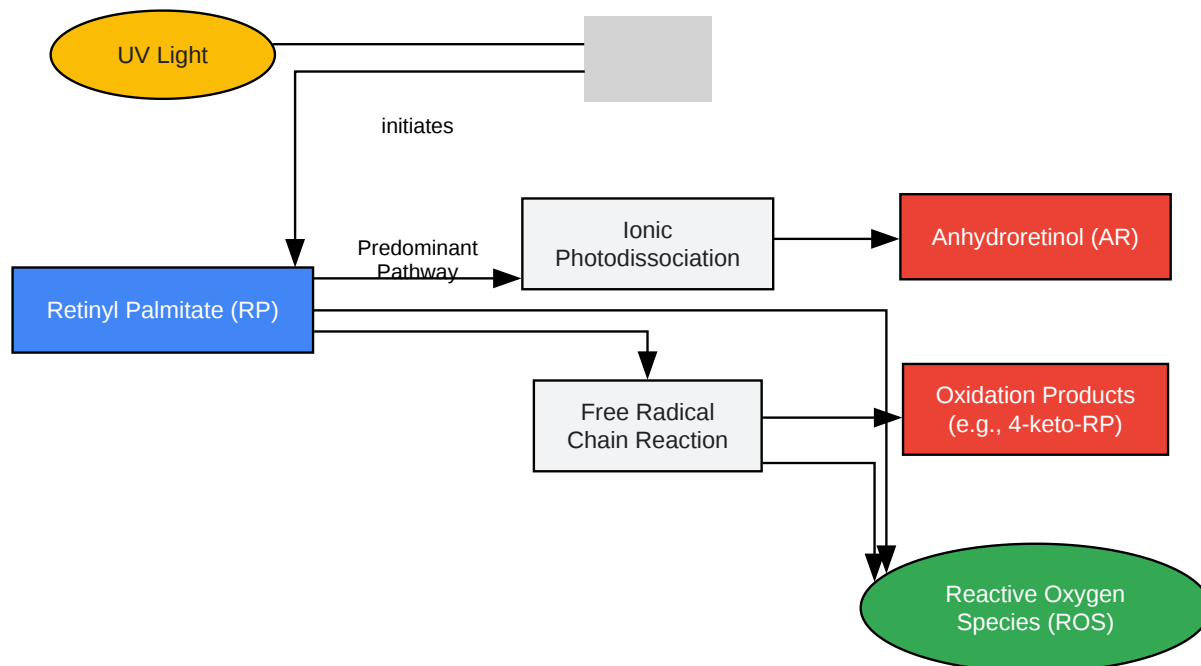 UV Light
initiates
Ionic
Photodissociation
Anhydroretinol (AR)
Predominant
Pathway
Retinyl Palmitate (RP)
Oxidation Products
(e.g., 4-keto-RP)
Free Radical
Chain Reaction
Reactive Oxygen
Species (ROS)